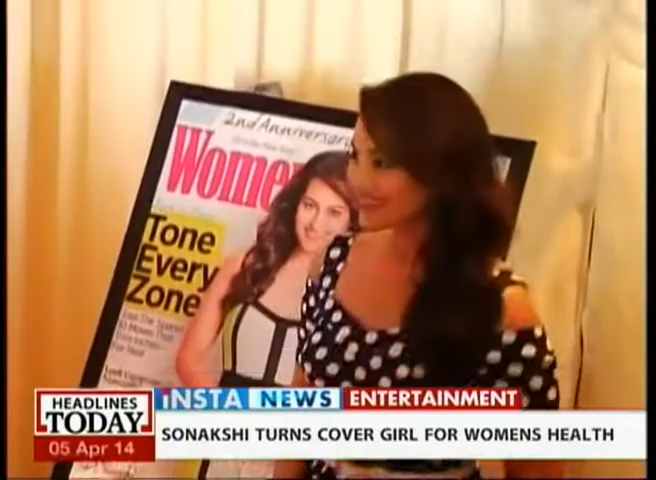 2nd Anniversary
Women
Tone
Every
Zone
HEADLINES
TODAY
05 Apr 14
INSTA NEWS ENTERTAINMENT
SONAKSHI TURNS COVER GIRL FOR WOMENS HEALTH